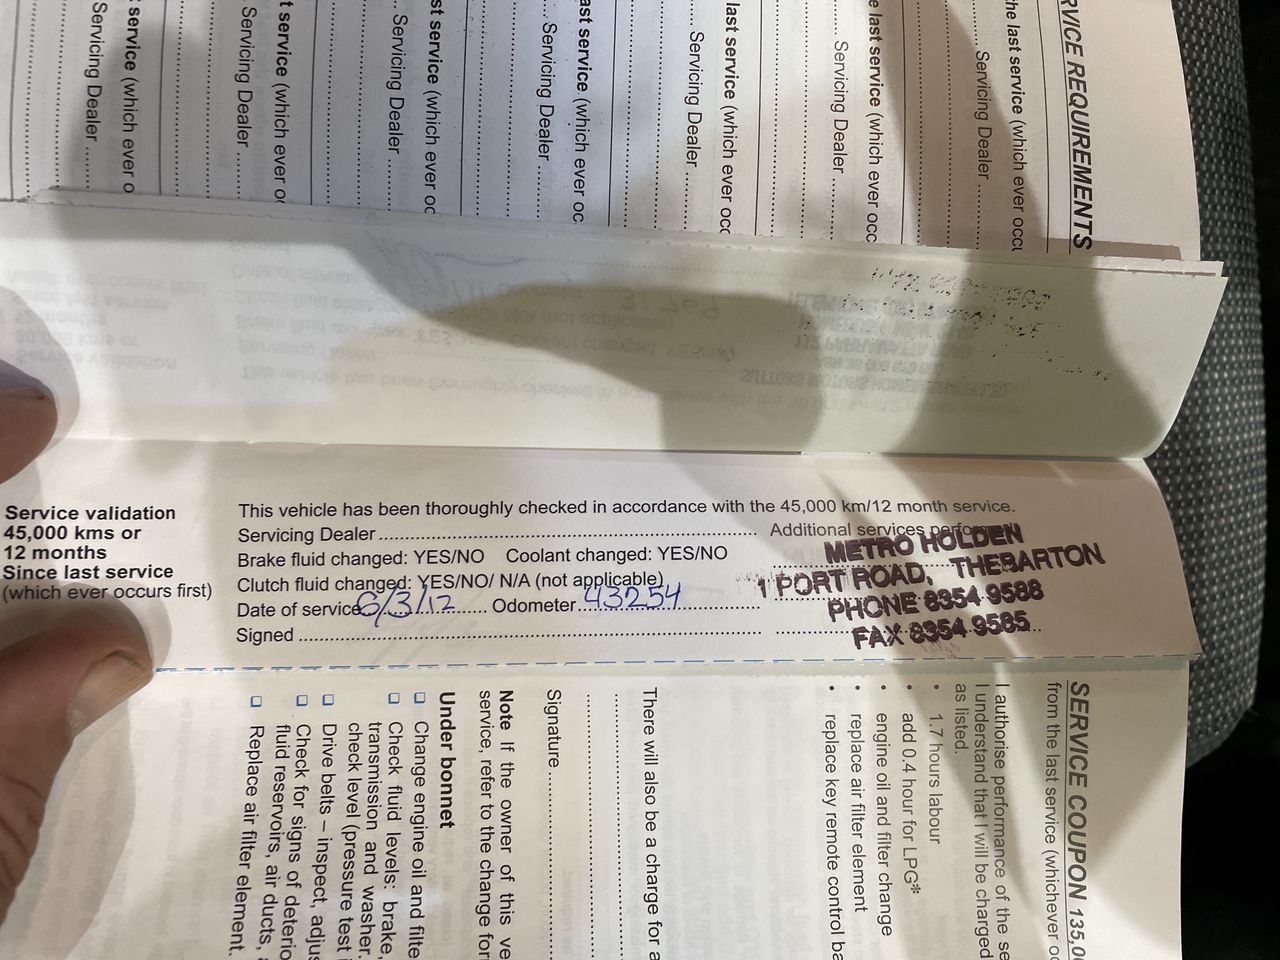 SERVICE REQUIREMENTS
the last service (which ever occu
Servicing Dealer
e last service (which ever occ
Servicing Dealer
last service (which ever occ
Servicing Dealer
ast service (which ever oc
Servicing Dealer
st service (which ever oc
Servicing Dealer
t service (which ever o
Servicing Dealer
service (which ever o
Servicing Dealer
Service validation
45,000 kms or
12 months
Since last service
(which ever occurs first)
This vehicle has been thoroughly checked in accordance with the 45,000 km/12 month service.
Servicing Dealer
Additional services perfor
Brake fluid changed: YES/NO Coolant changed: YES/NO
Clutch fluid changed: YES/NO/ N/A (not applicable)
Date of service 6/3/12 Odometer 43254
Signed
METRO HOLDEN
1 PORT ROAD, THEBARTON
PHONE 8354 9588
FAX 8354 9585
SERVICE COUPON 135,0
from the last service (whichever oc
I authorise performance of the se
I understand that I will be charged
as listed.
• 1.7 hours labour
• add 0.4 hour for LPG*
• engine oil and filter change
• replace air filter element
• replace key remote control ba
There will also be a charge for a
Signature
Note If the owner of this ve
service, refer to the change for
Under bonnet
Change engine oil and filte
Check fluid levels: brake,
transmission and washer.
check level (pressure test i
Drive belts – inspect, adjus
Check for signs of deterio
fluid reservoirs, air ducts,
Replace air filter element.